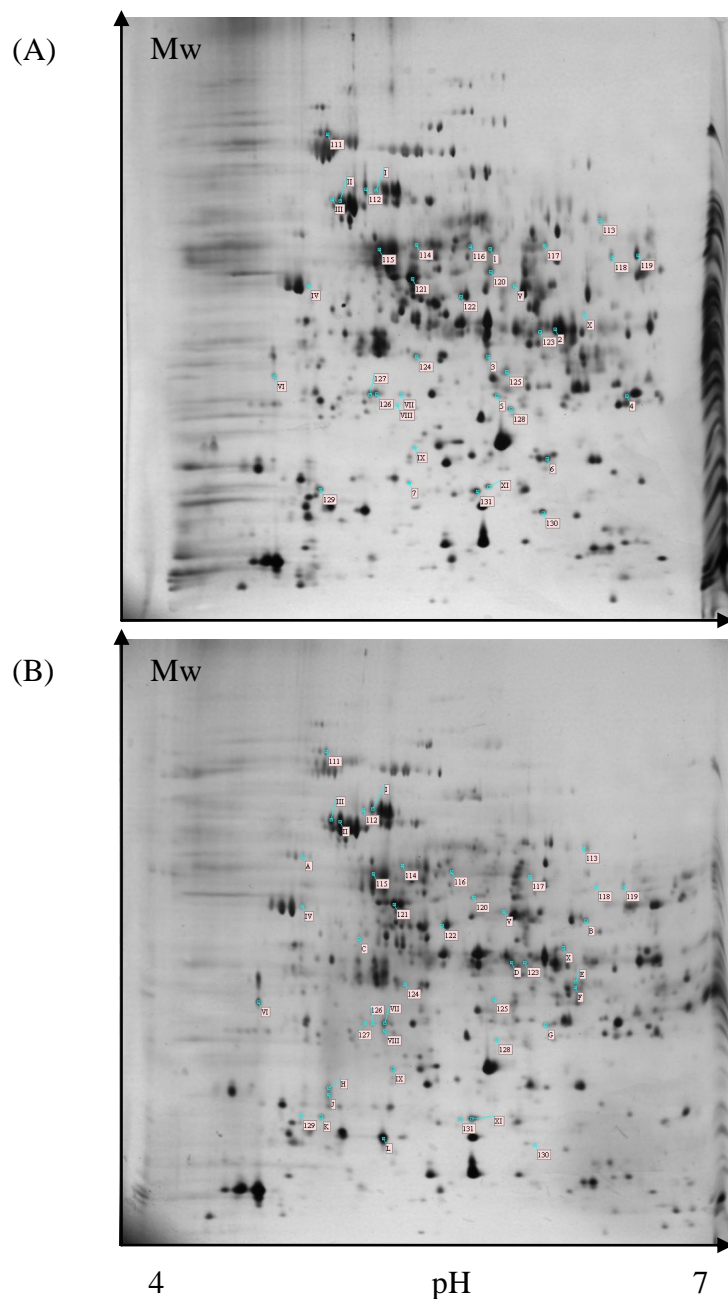 (A)
Mw
111
I
II
112
III
113
115 114 116 1 117
118 119
120
121 V
IV
122
X
123 2
124 3
125
VI 127
126 VII 5 4
VIII 128
IX
6
7 XI
129 131
130
(B)
Mw
111
I
III
112
II
113
A
114
115 116 117
118 119
120
121
IV V
B
122
C
X
D 123
E
124 F
125
VI
126 VII
127 G
VIII 128
IX
H
J
129 K 131 XI
L 130
4 pH 7